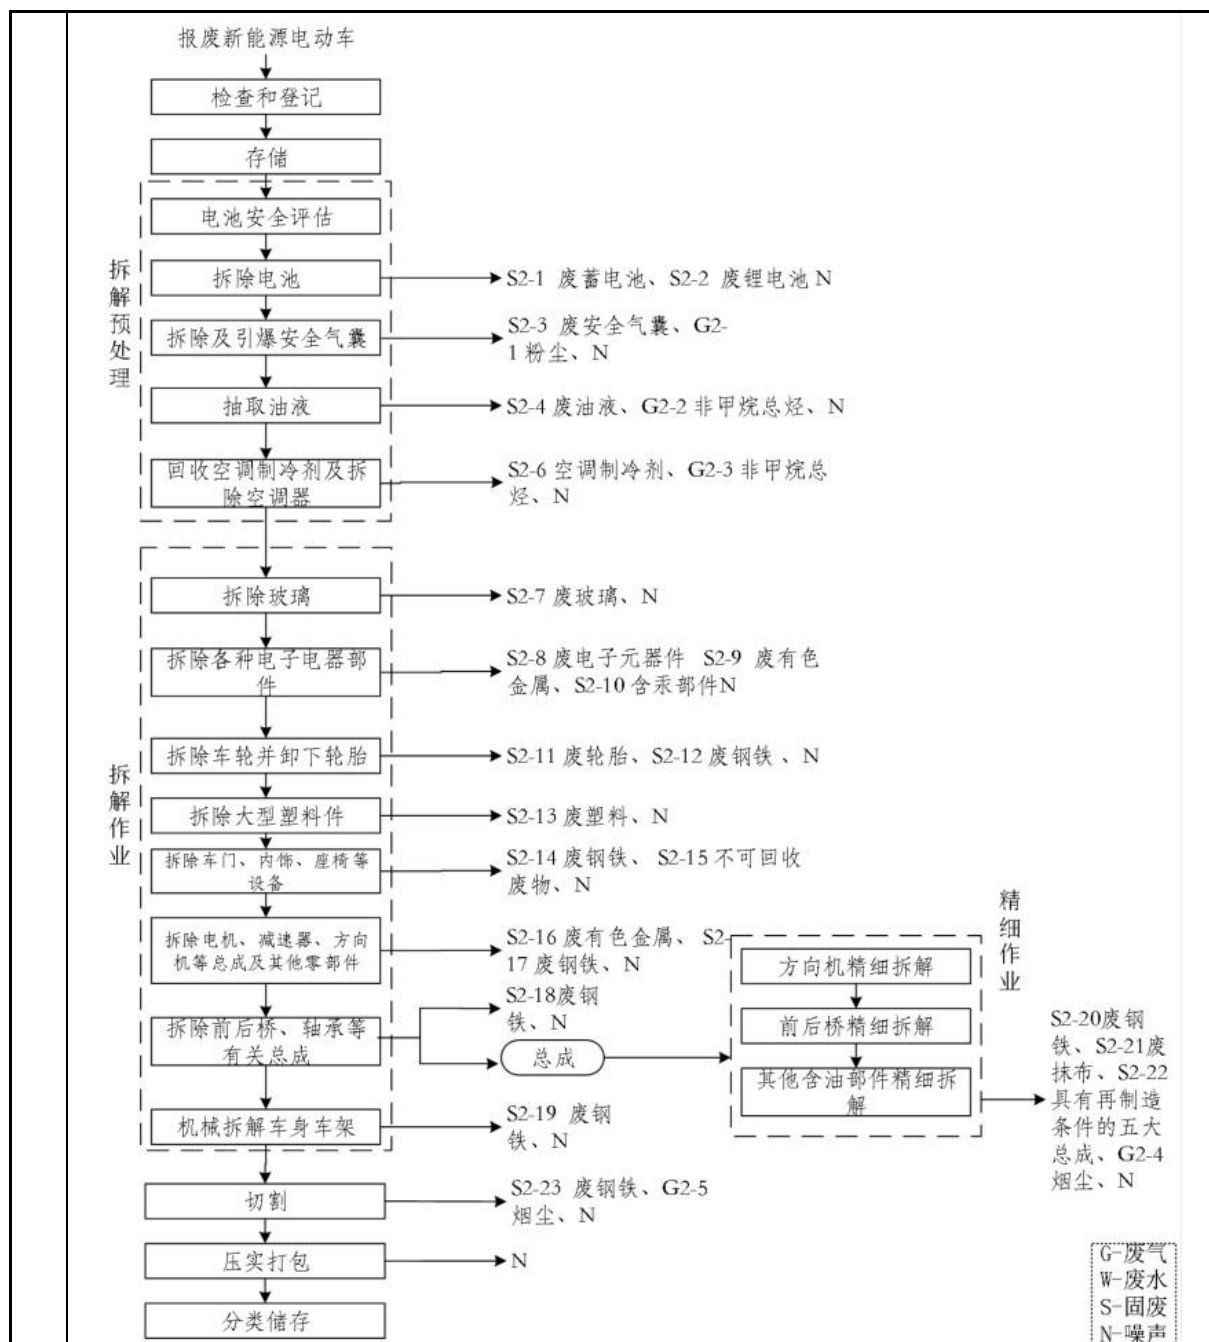 报废新能源电动车
检查和登记
存储
电池安全评估
拆解预处理
拆除电池
S2-1 废蓄电池、S2-2 废锂电池 N
拆除及引爆安全气囊
S2-3 废安全气囊、G2-
1 粉尘、N
抽取油液
S2-4 废油液、G2-2 非甲烷总烃、N
回收空调制冷剂及拆
除空调器
S2-6 空调制冷剂、G2-3 非甲烷总
烃、N
拆解作业
拆除玻璃
S2-7 废玻璃、N
拆除各种电子电器部
件
S2-8 废电子元器件 S2-9 废有色
金属、S2-10 含汞部件N
拆除车轮并卸下轮胎
S2-11 废轮胎、S2-12 废钢铁 、N
拆除大型塑料件
S2-13 废塑料、N
拆除车门、内饰、座椅等
设备
S2-14 废钢铁、 S2-15 不可回收
废物、N
拆除电机、减速器、方向
机等总成及其他零部件
S2-16 废有色金属、 S2-
17 废钢铁、N
拆除前后桥、轴承等
有关总成
S2-18废钢
铁、N
总成
精细作业
方向机精细拆解
前后桥精细拆解
其他含油部件精细拆
解
S2-20废钢
铁、S2-21废
抹布、S2-22
具有再制造
条件的五大
总成、G2-4
烟尘、N
机械拆解车身车架
S2-19 废钢
铁、N
切割
S2-23 废钢铁、G2-5
烟尘、N
压实打包
N
分类储存
G-废气
W-废水
S-固废
N-噪声